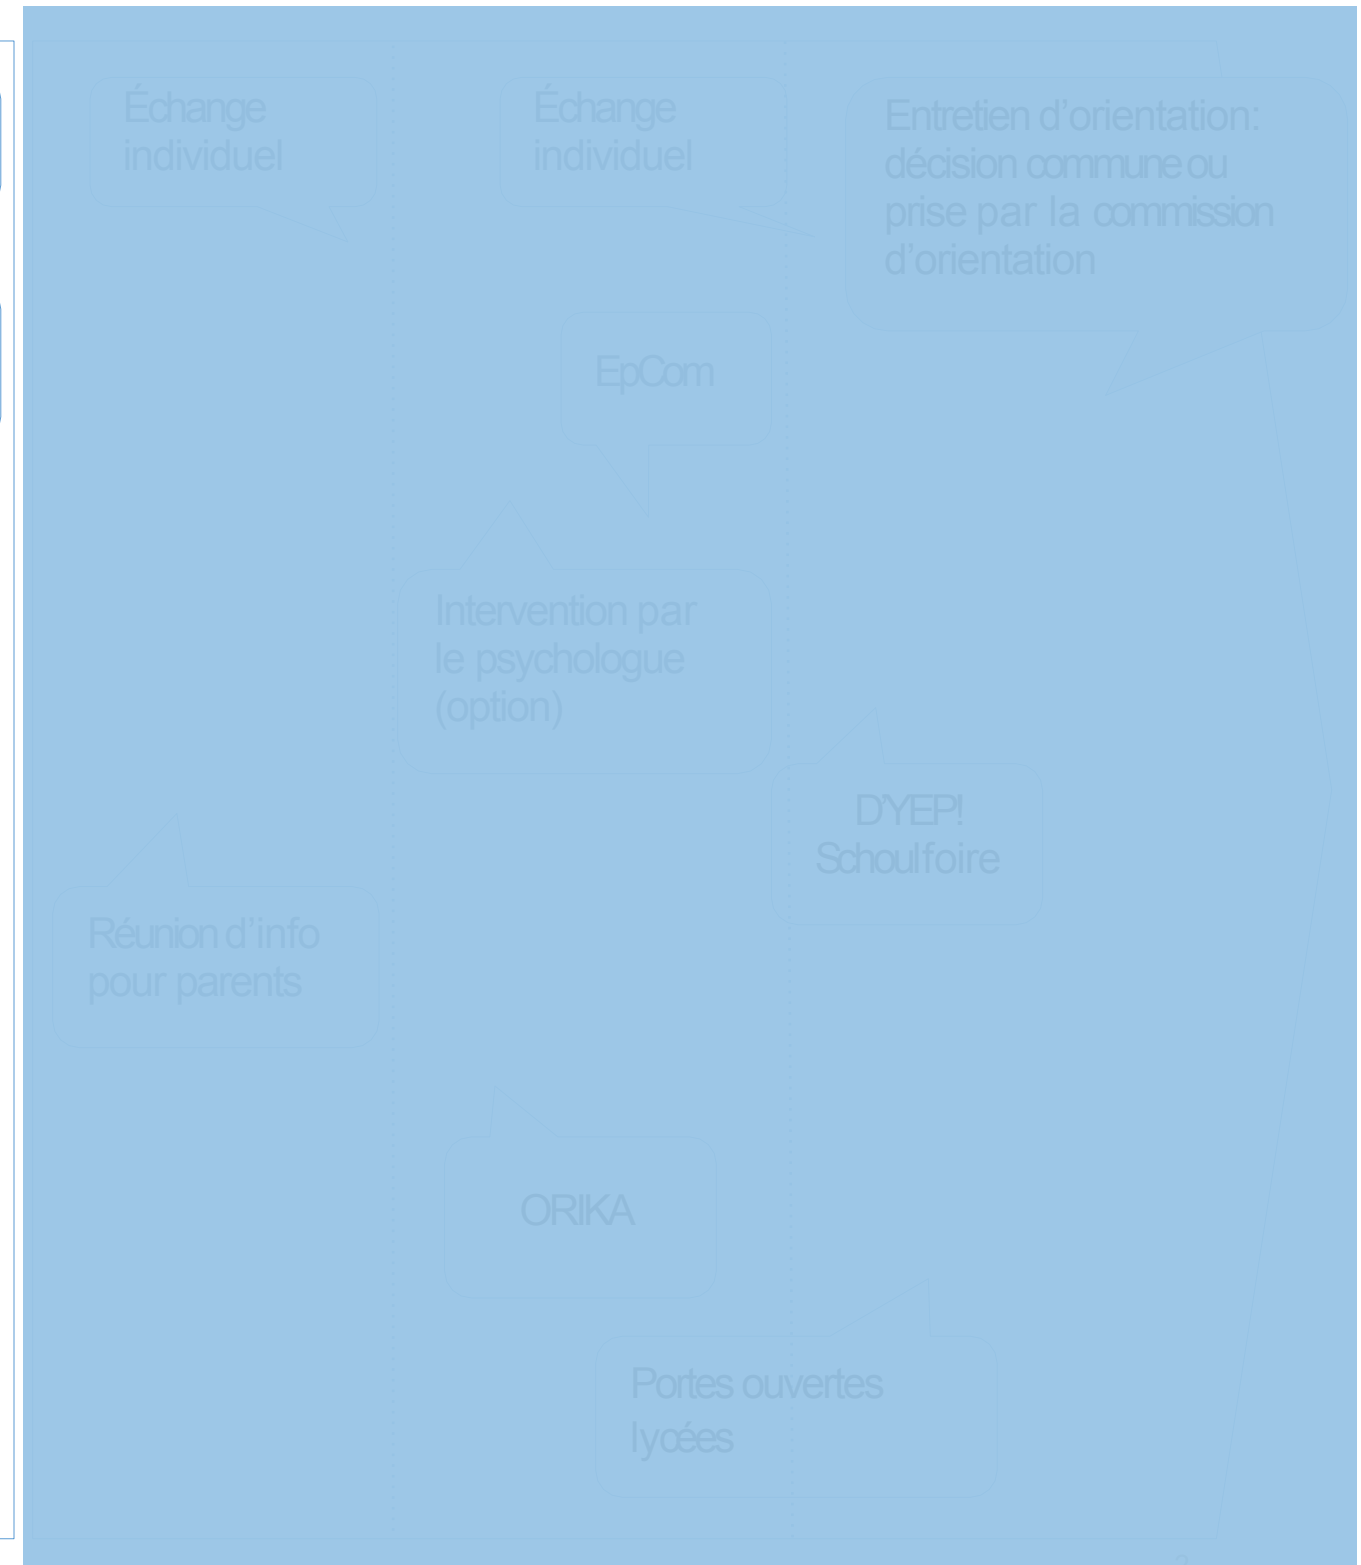 Échange
individuel
Échange
individuel
Entretien d’orientation:
décision commune ou
prise par la commission
d’orientation
EpCom
Intervention par
le psychologue
(option)
D’YEP!
Schoulfoire
Réunion d’info
pour parents
ORIKA
Portes ouvertes
lycées